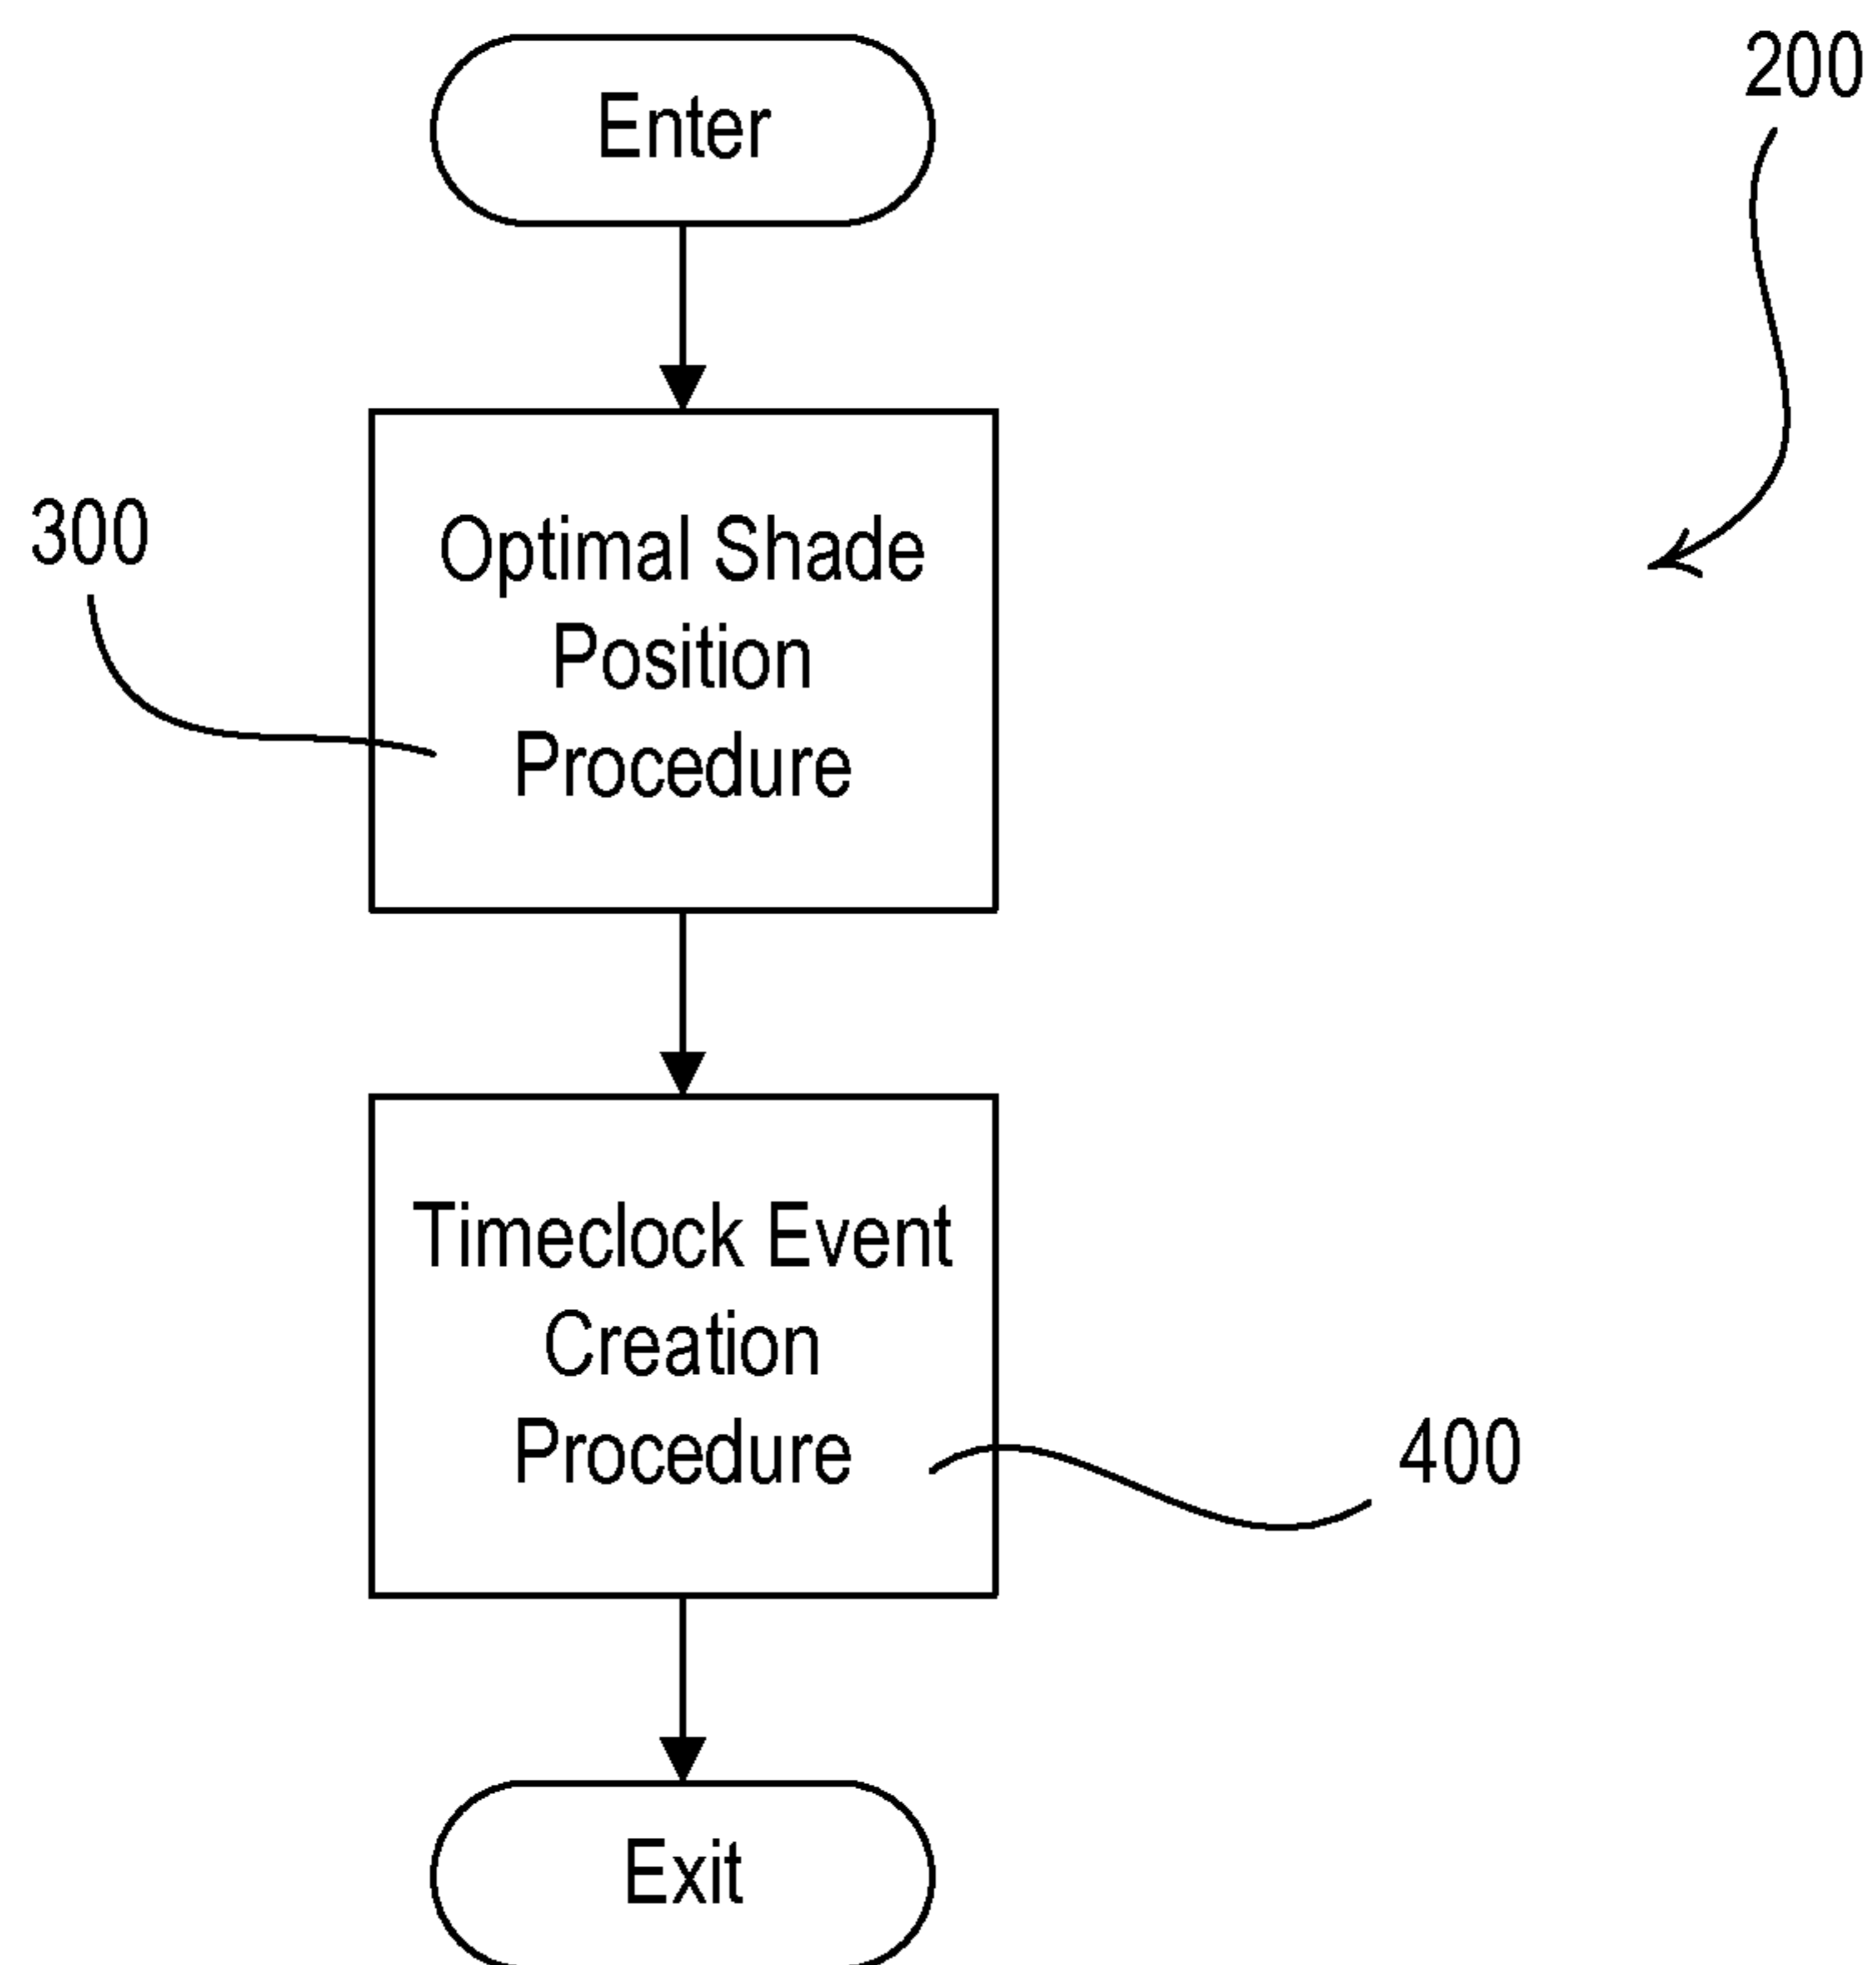 Enter
200
300
Optimal Shade
Position
Procedure
Timeclock Event
Creation
Procedure
400
Exit